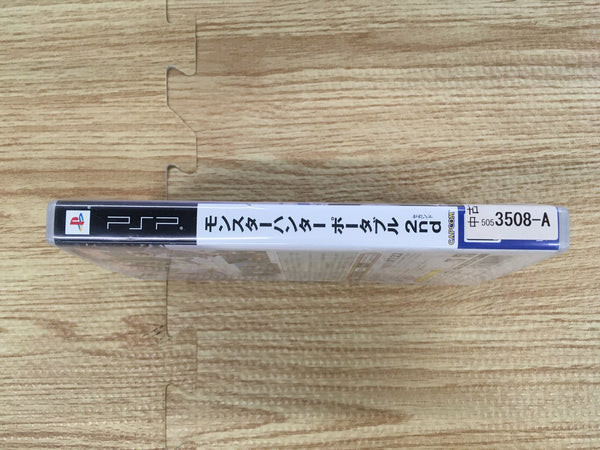 PSP
モンスターハンター ポータブル 2nd
セカンド
CAPCOM
中古
505 3508-A